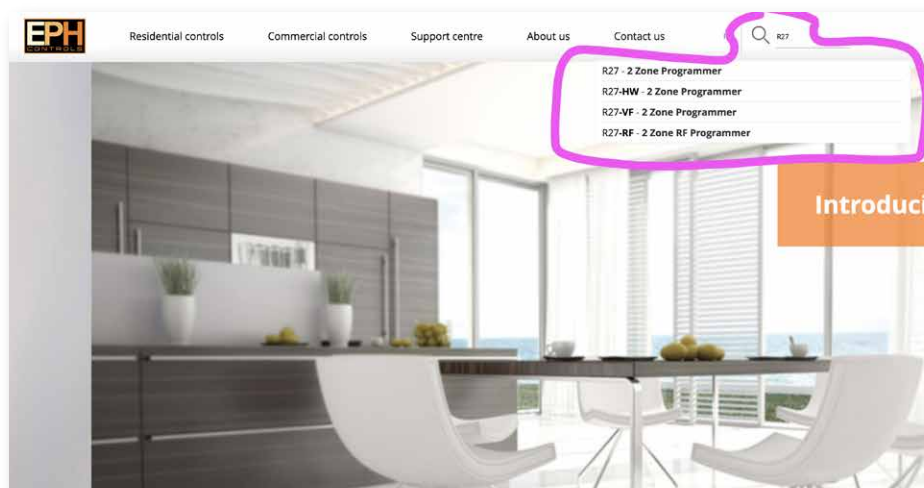 EPH
CONTROLS
Residential controls
Commercial controls
Support centre
About us
Contact us
R27
R27 - 2 Zone Programmer
R27-HW - 2 Zone Programmer
R27-VF - 2 Zone Programmer
R27-RF - 2 Zone RF Programmer
Introduci